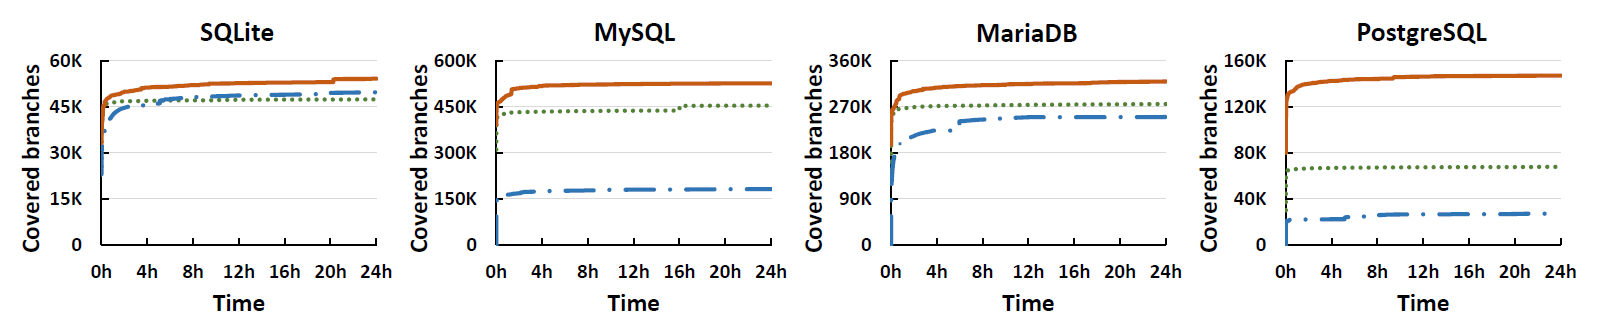 SQLite
Covered branches
60K
45K
30K
15K
0
0h 4h 8h 12h 16h 20h 24h
Time
MySQL
Covered branches
600K
450K
300K
150K
0
0h 4h 8h 12h 16h 20h 24h
Time
MariaDB
Covered branches
360K
270K
180K
90K
0
0h 4h 8h 12h 16h 20h 24h
Time
PostgreSQL
Covered branches
160K
120K
80K
40K
0
0h 4h 8h 12h 16h 20h 24h
Time